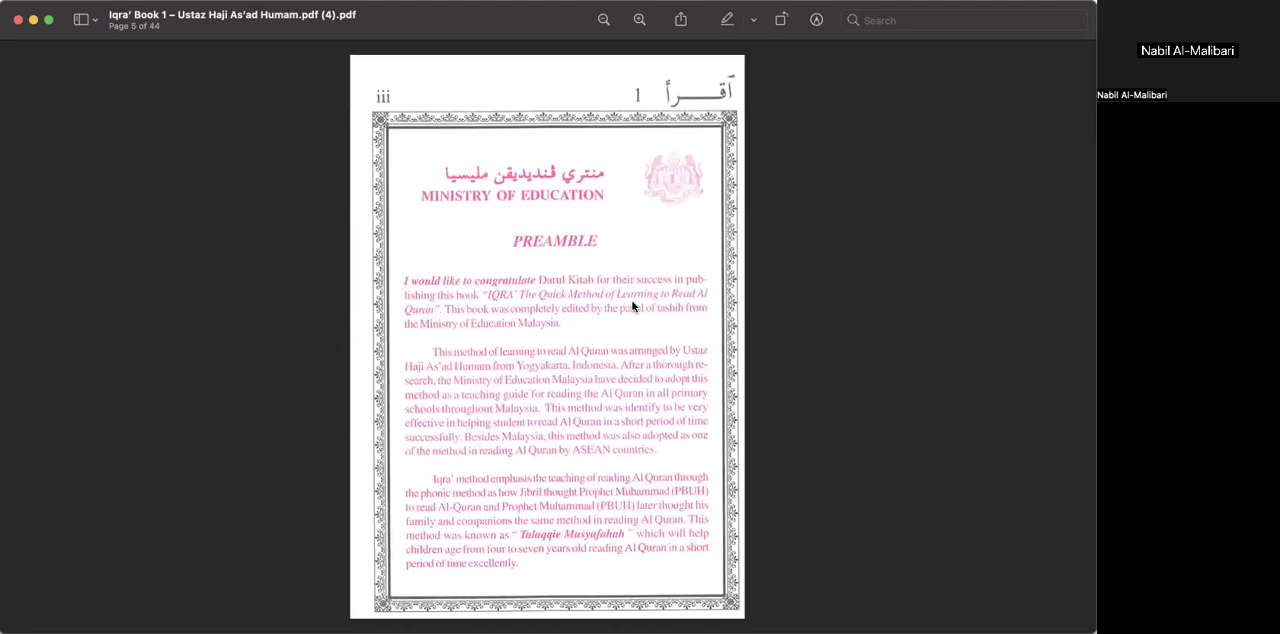 Iqra’ Book 1 – Ustaz Haji As’ad Humam.pdf (4).pdf
Page 5 of 44
Search
Nabil Al-Malibari
Nabil Al-Malibari
iii
1 اَقـــرأ
منتري ڤنديديقن مليسيا
MINISTRY OF EDUCATION
PREAMBLE
I would like to congratulate Darul Kitab for their success in pub-
lishing this book “IQRA’ The Quick Method of Learning to Read Al
Quran”. This book was completely edited by the panel of tashih from
the Ministry of Education Malaysia.
This method of learning to read Al Quran was arranged by Ustaz
Haji As’ad Humam from Yogyakarta, Indonesia. After a thorough re-
search, the Ministry of Education Malaysia have decided to adopt this
method as a teaching guide for reading the Al Quran in all primary
schools throughout Malaysia. This method was identify to be very
effective in helping student to read Al Quran in a short period of time
successfully. Besides Malaysia, this method was also adopted as one
of the method in reading Al Quran by ASEAN countries.
Iqra’ method emphasis the teaching of reading Al Quran through
the phonic method as how Jibril thought Prophet Muhammad (PBUH)
to read Al-Quran and Prophet Muhammad (PBUH) later thought his
family and companions the same method in reading Al Quran. This
method was known as “ Talaqqie Musyafahah ” which will help
children age from four to seven years old reading Al Quran in a short
period of time excellently.